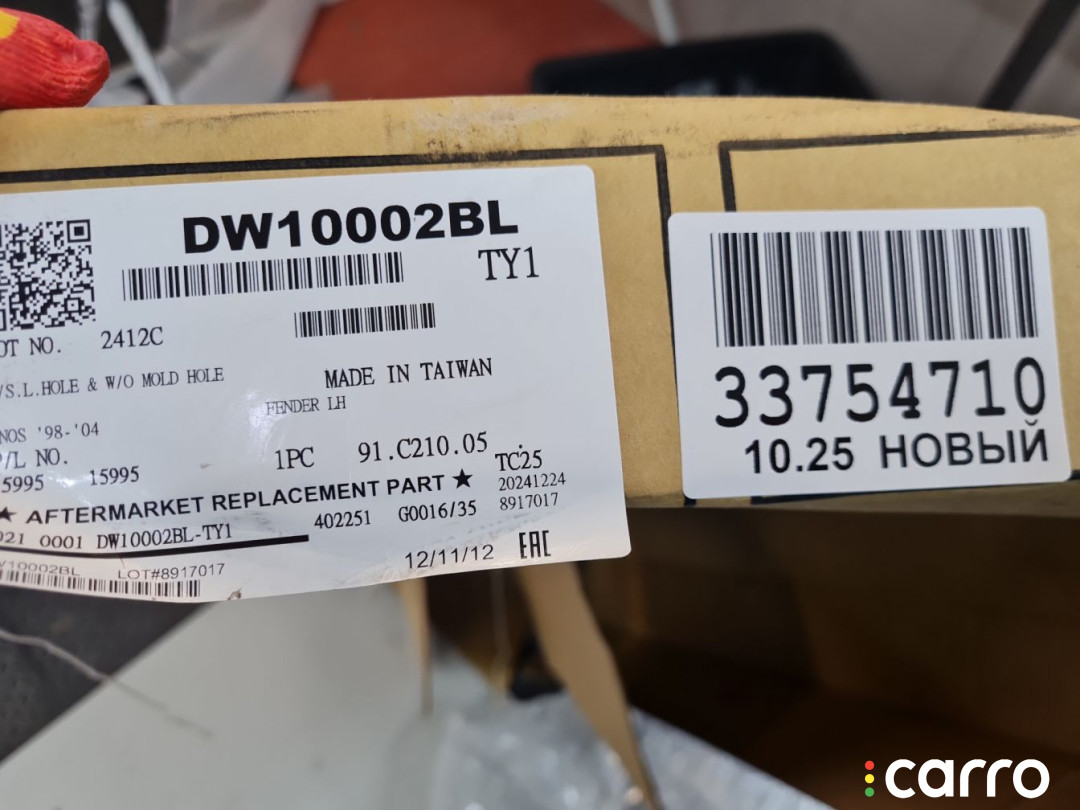 DW10002BL
TY1
OT NO. 2412C
/S.L.HOLE & W/O MOLD HOLE
MADE IN TAIWAN
FENDER LH
NOS '98-'04
P/L NO.
5995 15995
1PC 91.C210.05
TC25
20241224
8917017
★ AFTERMARKET REPLACEMENT PART ★
021 0001 DW10002BL-TY1
402251 G0016/35
W10002BL LOT#8917017
12/11/12 EAC
33754710
10.25 НОВЫЙ
carro